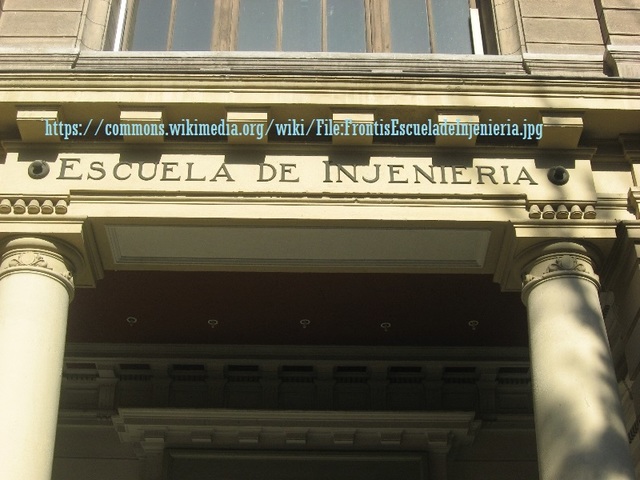 https://commons.wikimedia.org/wiki/File:FrontisEscueladeInjenieria.jpg
ESCUELA DE INJENIERIA